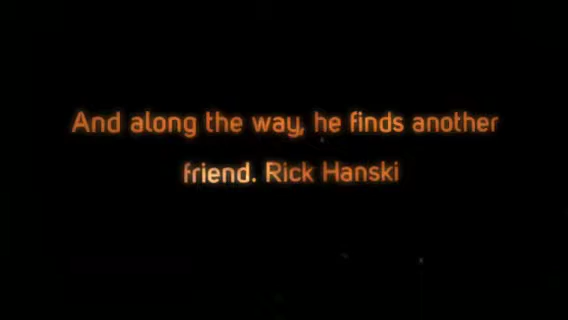 And along the way, he finds another
friend. Rick Hanski